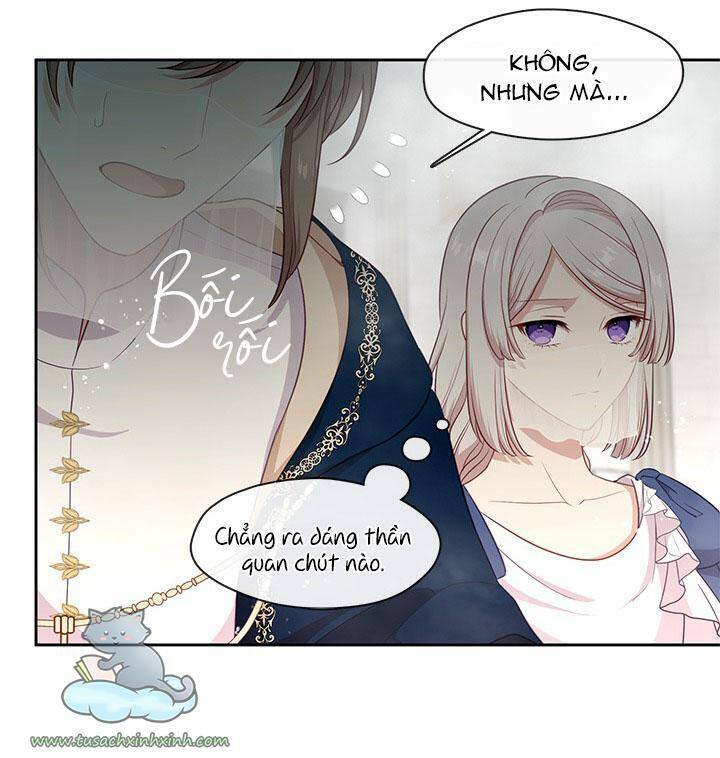 KHÔNG,
NHƯNG MÀ...
Bối
rối
Chẳng ra dáng thần
quan chút nào.
www.tusachxinhxinh.com